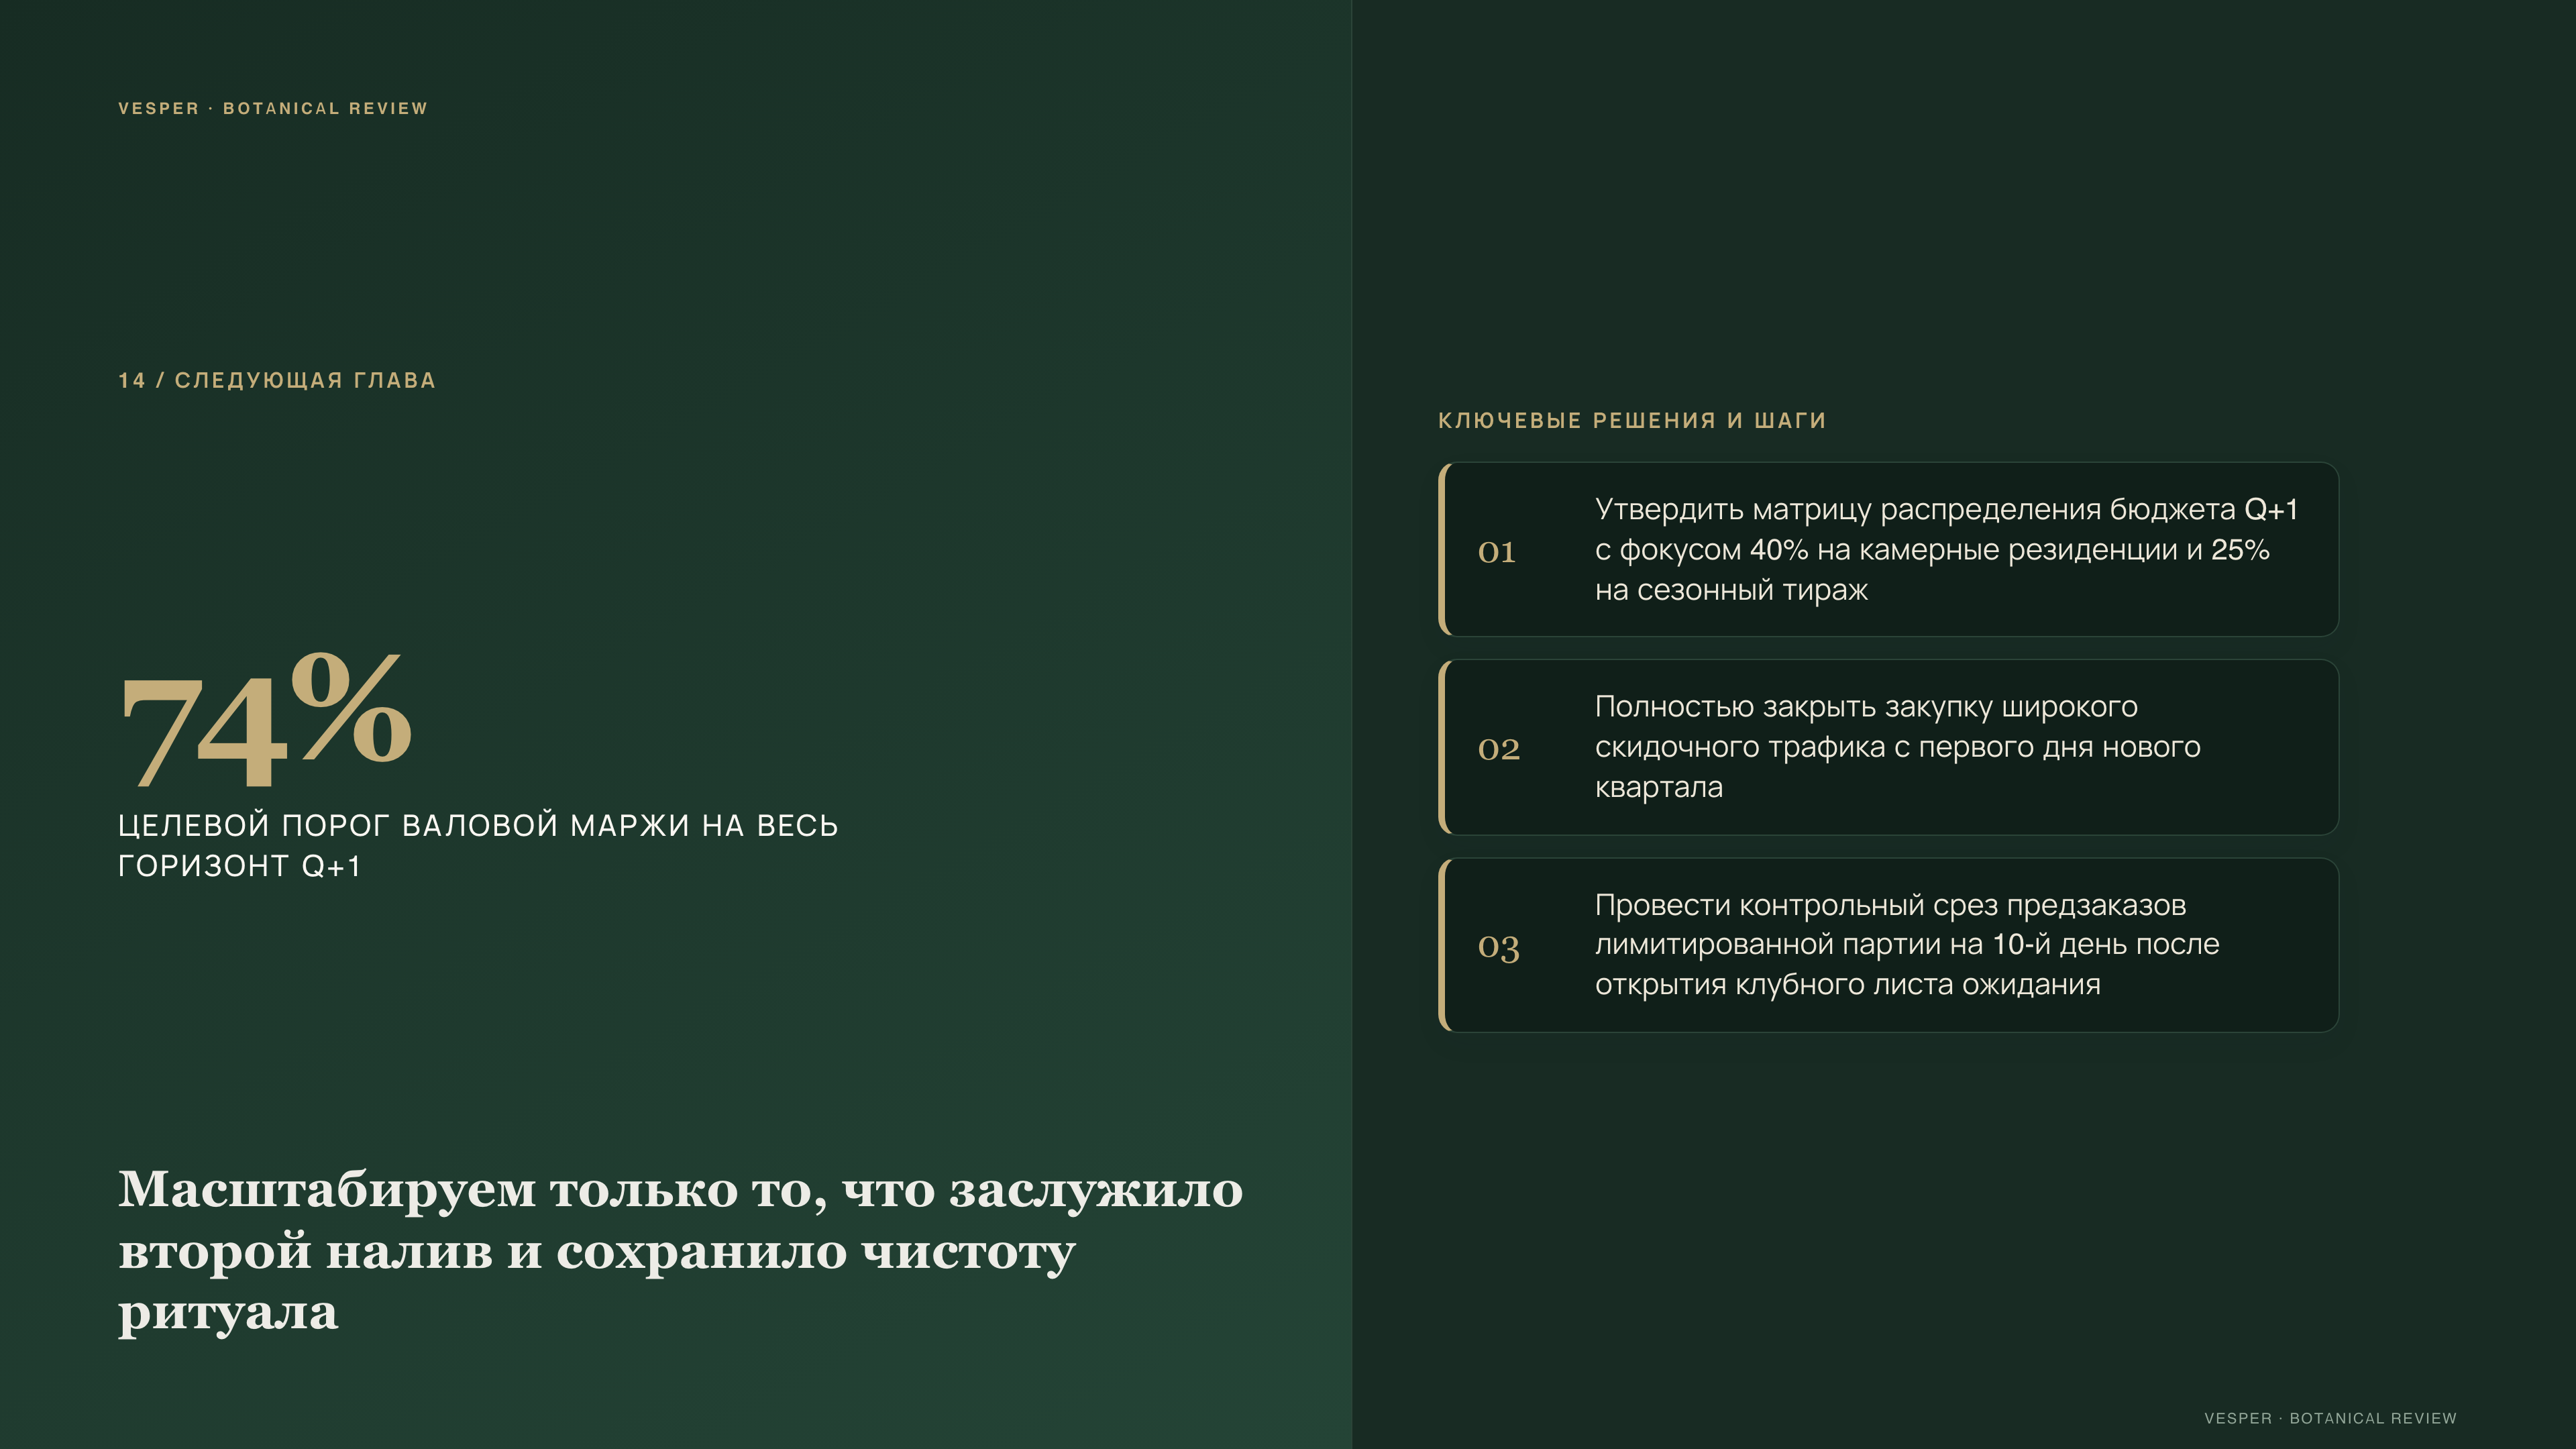 VESPER · BOTANICAL REVIEW
14 / СЛЕДУЮЩАЯ ГЛАВА
74%
ЦЕЛЕВОЙ ПОРОГ ВАЛОВОЙ МАРЖИ НА ВЕСЬ
ГОРИЗОНТ Q+1
Масштабируем только то, что заслужило
второй налив и сохранило чистоту
ритуала
КЛЮЧЕВЫЕ РЕШЕНИЯ И ШАГИ
01
Утвердить матрицу распределения бюджета Q+1
с фокусом 40% на камерные резиденции и 25%
на сезонный тираж
02
Полностью закрыть закупку широкого
скидочного трафика с первого дня нового
квартала
03
Провести контрольный срез предзаказов
лимитированной партии на 10-й день после
открытия клубного листа ожидания
VESPER · BOTANICAL REVIEW